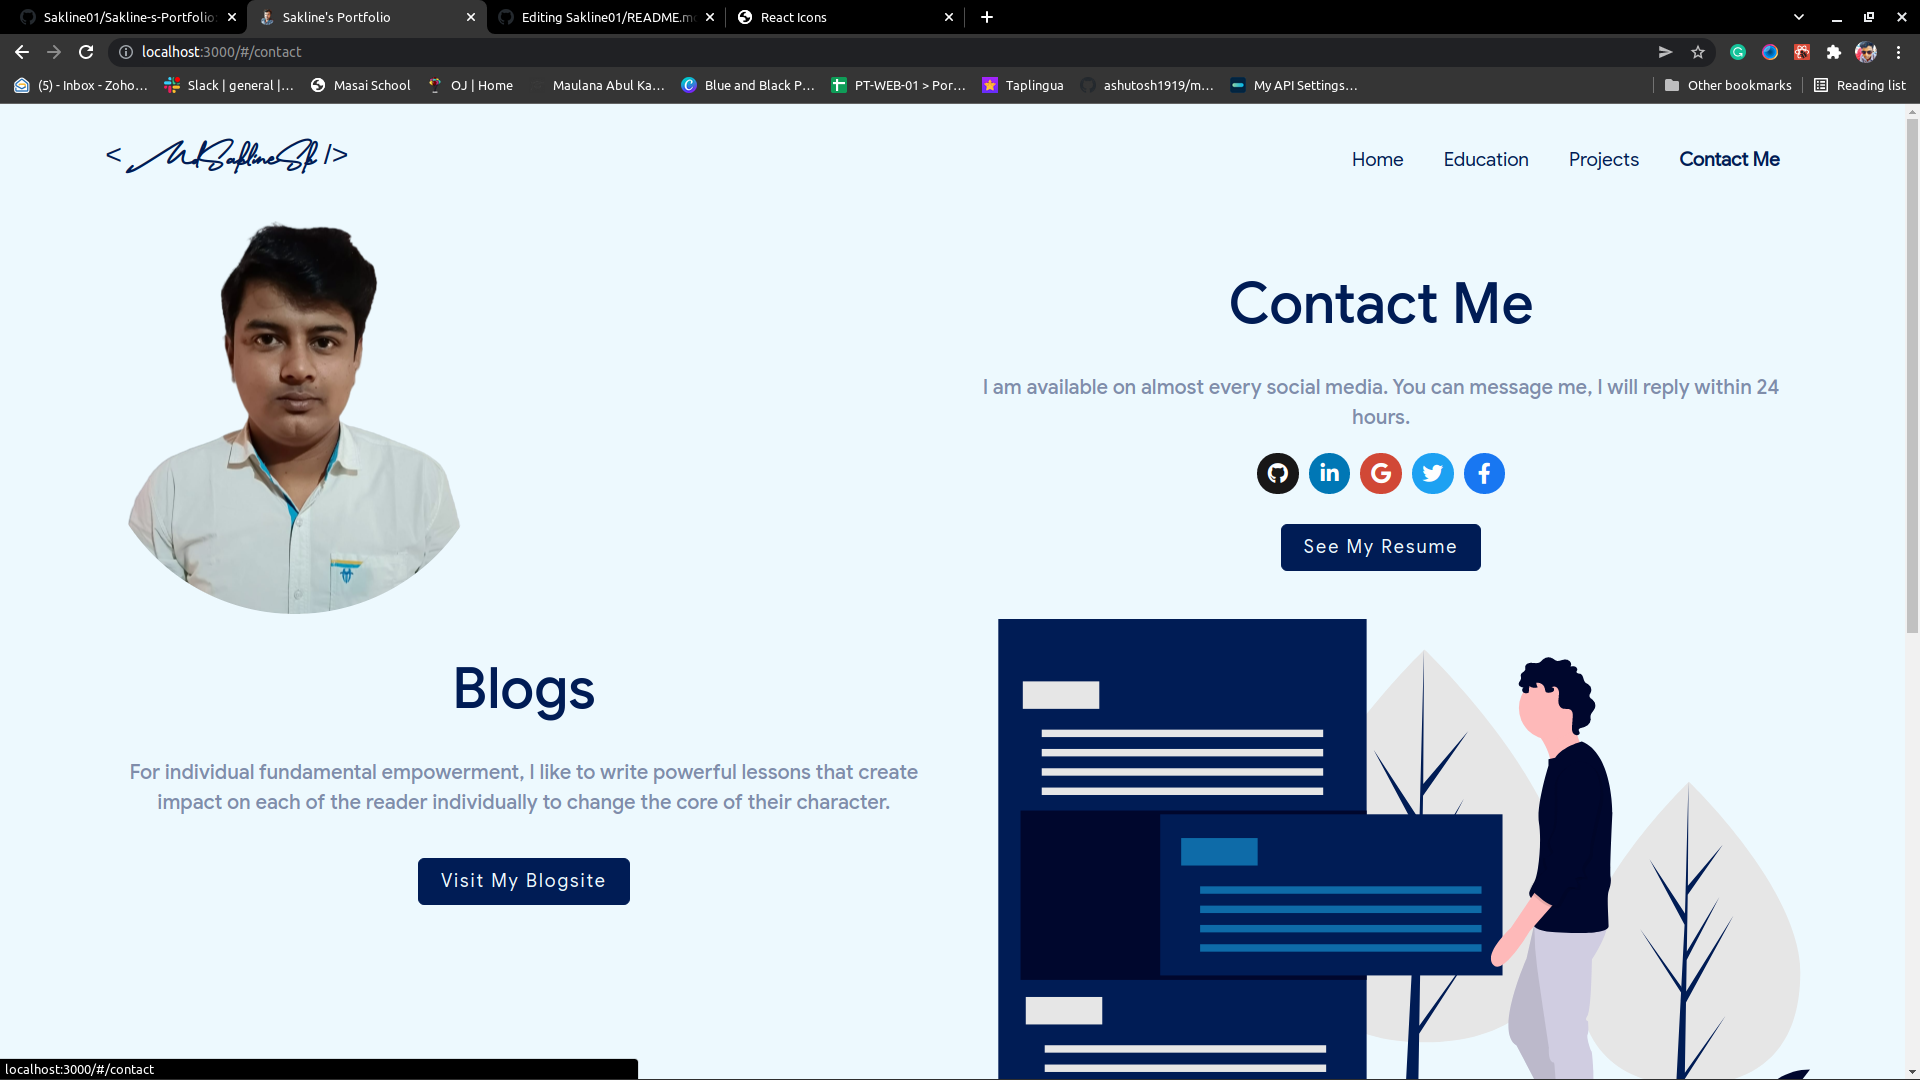 Sakline01/Sakline-s-Portfolio:
Sakline's Portfolio
Editing Sakline01/README.m
React Icons
localhost:3000/#/contact
(5) - Inbox - Zoho...
Slack | general |...
Masai School
OJ | Home
Maulana Abul Ka...
Blue and Black P...
PT-WEB-01 > Por...
Taplingua
ashutosh1919/m...
My API Settings...
Other bookmarks
Reading list
< MdSaklineSk />
Home
Education
Projects
Contact Me
Contact Me
I am available on almost every social media. You can message me, I will reply within 24
hours.
See My Resume
Blogs
For individual fundamental empowerment, I like to write powerful lessons that create
impact on each of the reader individually to change the core of their character.
Visit My Blogsite
localhost:3000/#/contact